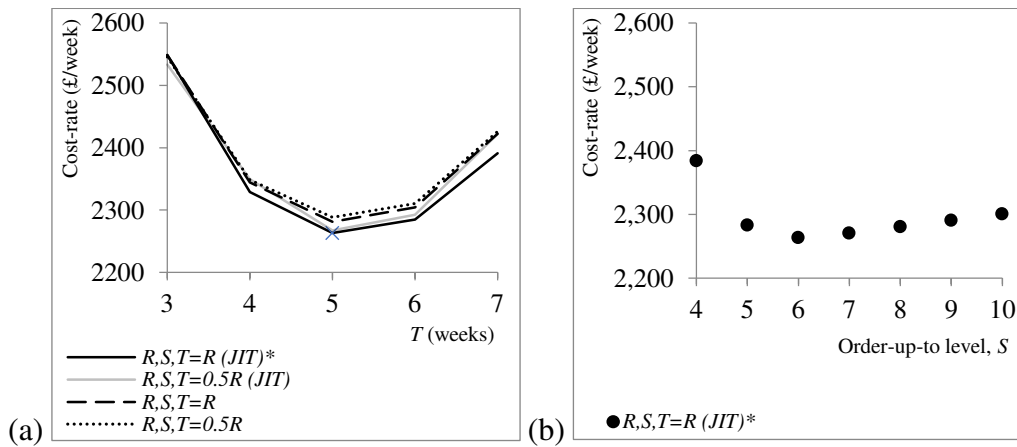 (a)
Cost-rate (£/week)
2600
2500
2400
2300
2200
3 4 5 6 7
T (weeks)
R,S,T=R (JIT)*
R,S,T=0.5R (JIT)
R,S,T=R
R,S,T=0.5R
(b)
Cost-rate (£/week)
2,600
2,500
2,400
2,300
2,200
4 5 6 7 8 9 10
Order-up-to level, S
R,S,T=R (JIT)*